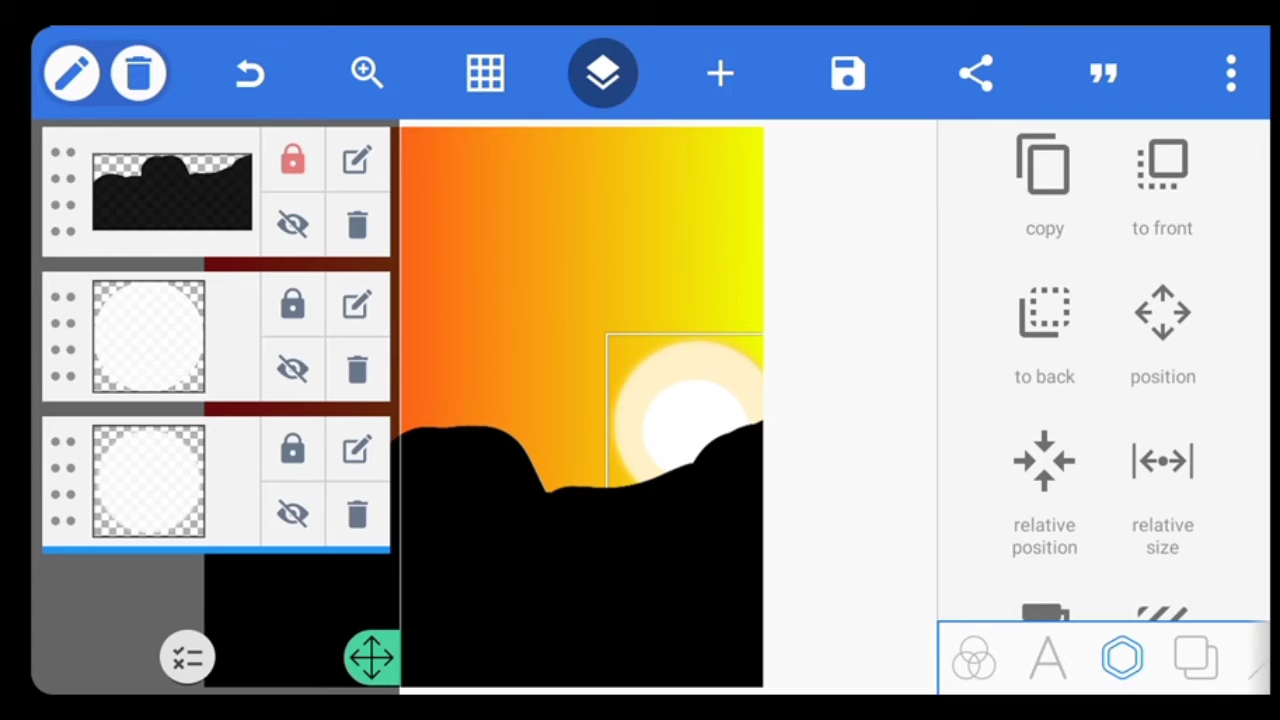 copy
to front
to back
position
relative
position
relative
size